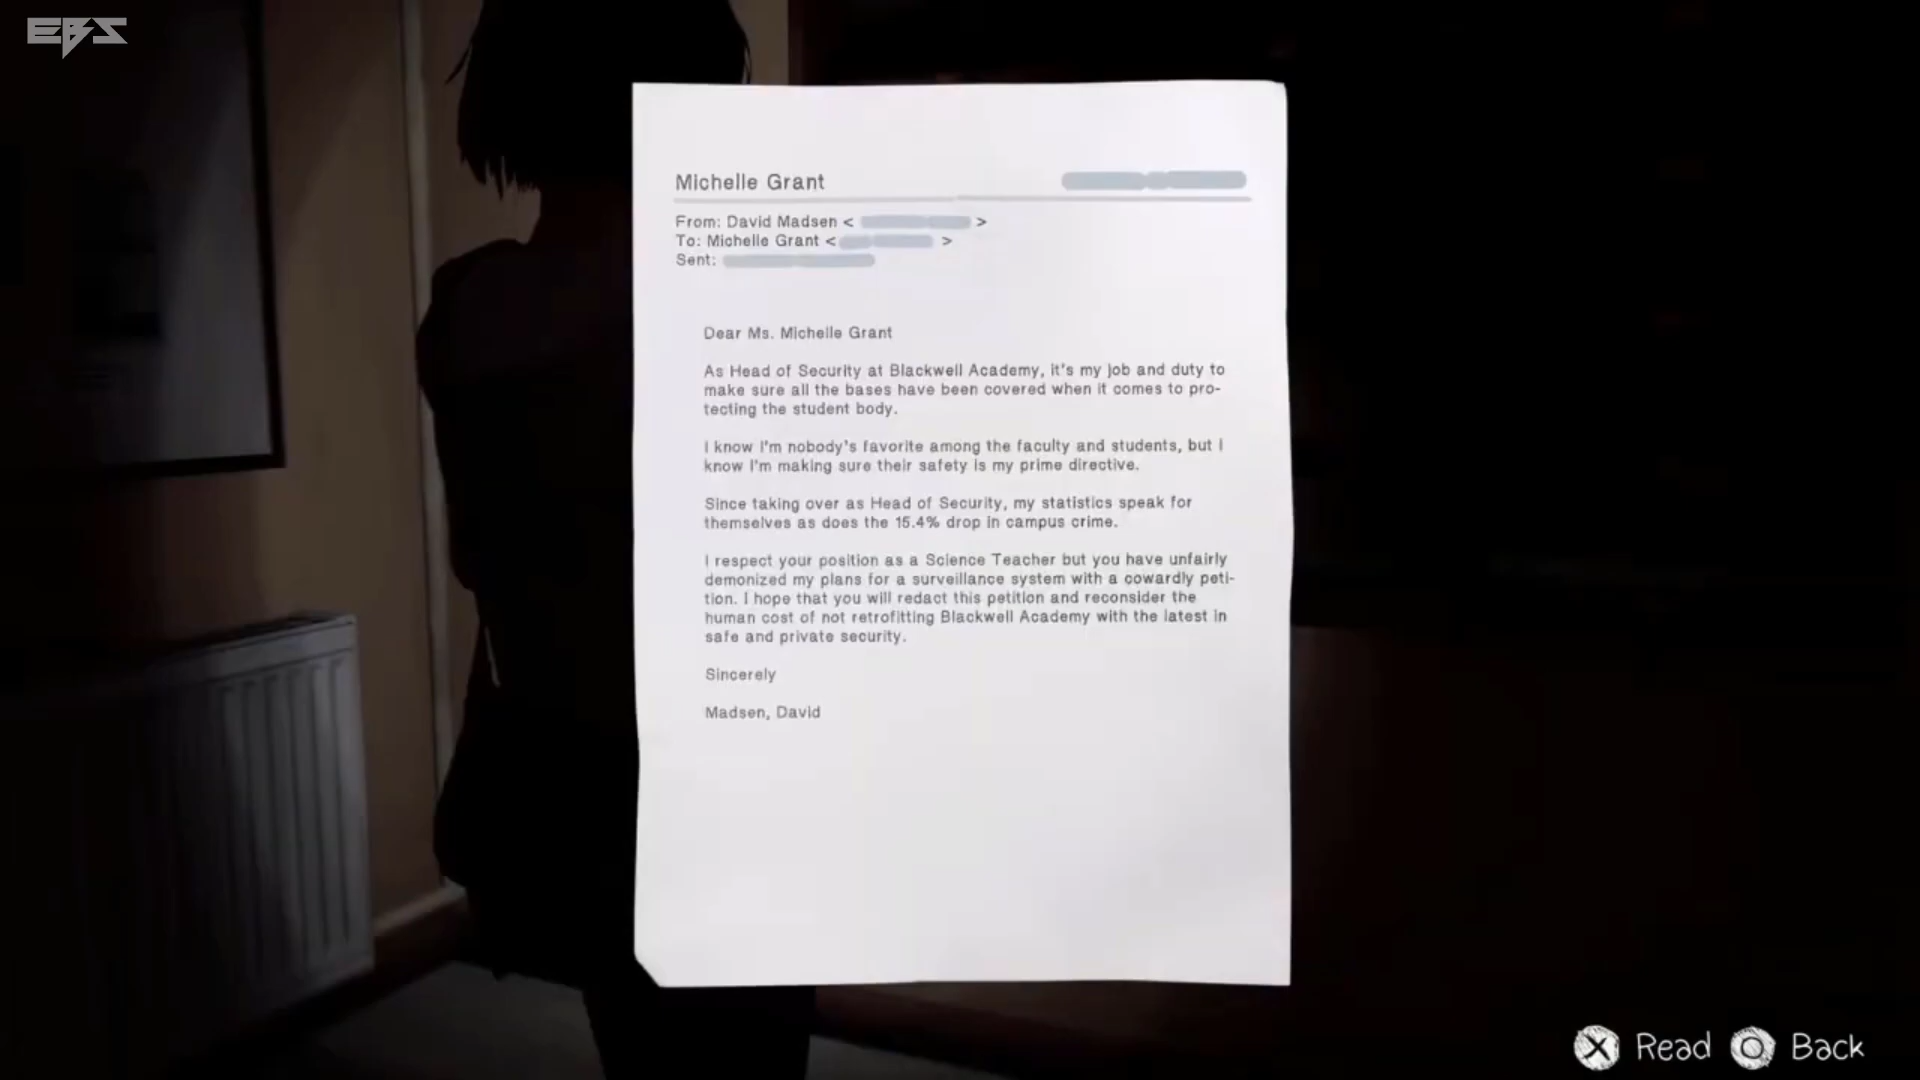 EBS
Michelle Grant
From: David Madsen < >
To: Michelle Grant < >
Sent:
Dear Ms. Michelle Grant
As Head of Security at Blackwell Academy, it's my job and duty to
make sure all the bases have been covered when it comes to pro-
tecting the student body.
I know I'm nobody's favorite among the faculty and students, but I
know I'm making sure their safety is my prime directive.
Since taking over as Head of Security, my statistics speak for
themselves as does the 15.4% drop in campus crime.
I respect your position as a Science Teacher but you have unfairly
demonized my plans for a surveillance system with a cowardly peti-
tion. I hope that you will redact this petition and reconsider the
human cost of not retrofitting Blackwell Academy with the latest in
safe and private security.
Sincerely
Madsen, David
X Read O Back